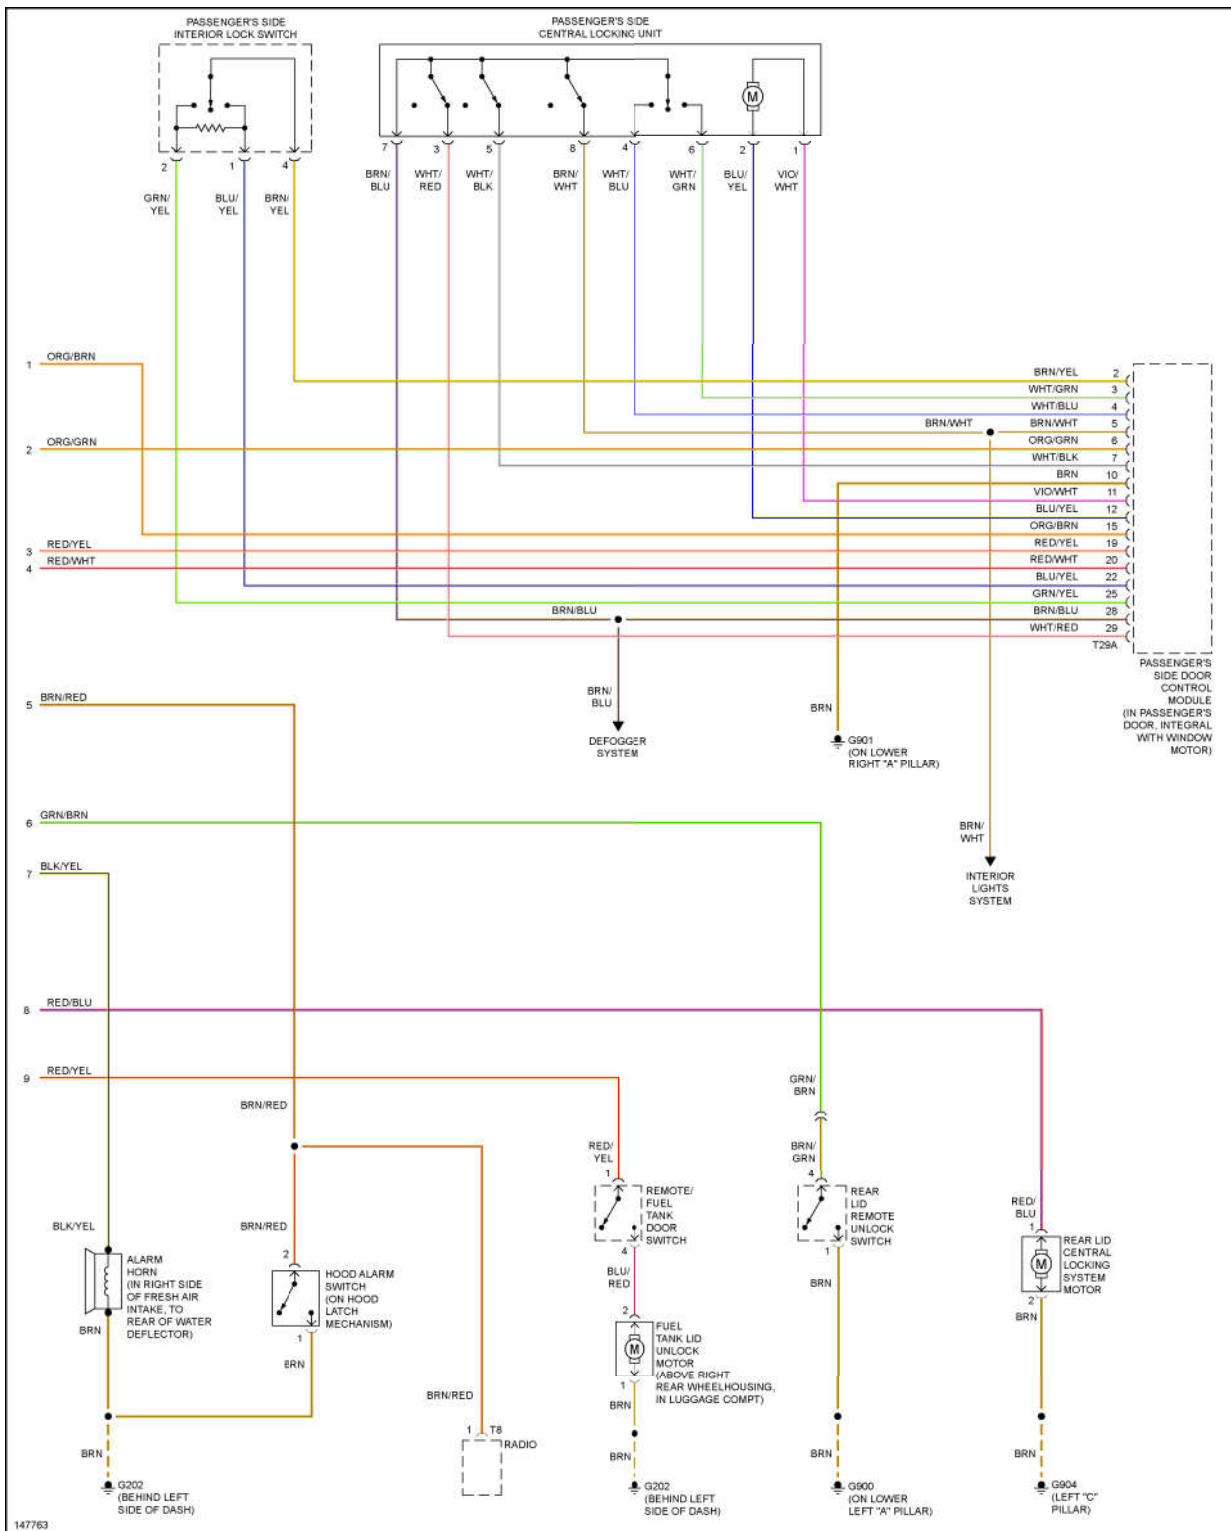 PASSENGER'S SIDE
INTERIOR LOCK SWITCH
PASSENGER'S SIDE
CENTRAL LOCKING UNIT
M
2
1
4
7
3
5
8
4
6
2
1
GRN/
YEL
BLU/
YEL
BRN/
YEL
BRN/
BLU
WHT/
RED
WHT/
BLK
BRN/
WHT
WHT/
BLU
WHT/
GRN
BLU/
YEL
VIO/
WHT
1 ORG/BRN
2 ORG/GRN
3 RED/YEL
4 RED/WHT
BRN/YEL 2
WHT/GRN 3
WHT/BLU 4
BRN/WHT
BRN/WHT 5
ORG/GRN 6
WHT/BLK 7
BRN 10
VIO/WHT 11
BLU/YEL 12
ORG/BRN 15
RED/YEL 19
RED/WHT 20
BLU/YEL 22
GRN/YEL 25
BRN/BLU
BRN/BLU 28
WHT/RED 29
T29A
PASSENGER'S
SIDE DOOR
CONTROL
MODULE
(IN PASSENGER'S
DOOR, INTEGRAL
WITH WINDOW
MOTOR)
5 BRN/RED
BRN/
BLU
DEFOGGER
SYSTEM
BRN
G901
(ON LOWER
RIGHT "A" PILLAR)
6 GRN/BRN
BRN/
WHT
INTERIOR
LIGHTS
SYSTEM
7 BLK/YEL
8 RED/BLU
9 RED/YEL
BRN/RED
GRN/
BRN
RED/
YEL
1
BRN/
GRN
4
REMOTE/
FUEL
TANK
DOOR
SWITCH
REAR
LID
REMOTE
UNLOCK
SWITCH
RED/
BLU
1
BLK/YEL
BRN/RED
2
4
1
M
REAR LID
CENTRAL
LOCKING
SYSTEM
MOTOR
2
BRN
ALARM
HORN
(IN RIGHT SIDE
OF FRESH AIR
INTAKE, TO
REAR OF WATER
DEFLECTOR)
HOOD ALARM
SWITCH
(ON HOOD
LATCH
MECHANISM)
BLU/
RED
BRN
2
M
FUEL
TANK LID
UNLOCK
MOTOR
(ABOVE RIGHT
REAR WHEELHOUSING,
IN LUGGAGE COMPT)
1
BRN
BRN
1
BRN
BRN/RED
1 T8
RADIO
BRN
BRN
BRN
BRN
G202
(BEHIND LEFT
SIDE OF DASH)
G202
(BEHIND LEFT
SIDE OF DASH)
G900
(ON LOWER
LEFT "A" PILLAR)
G904
(LEFT "C"
PILLAR)
147763